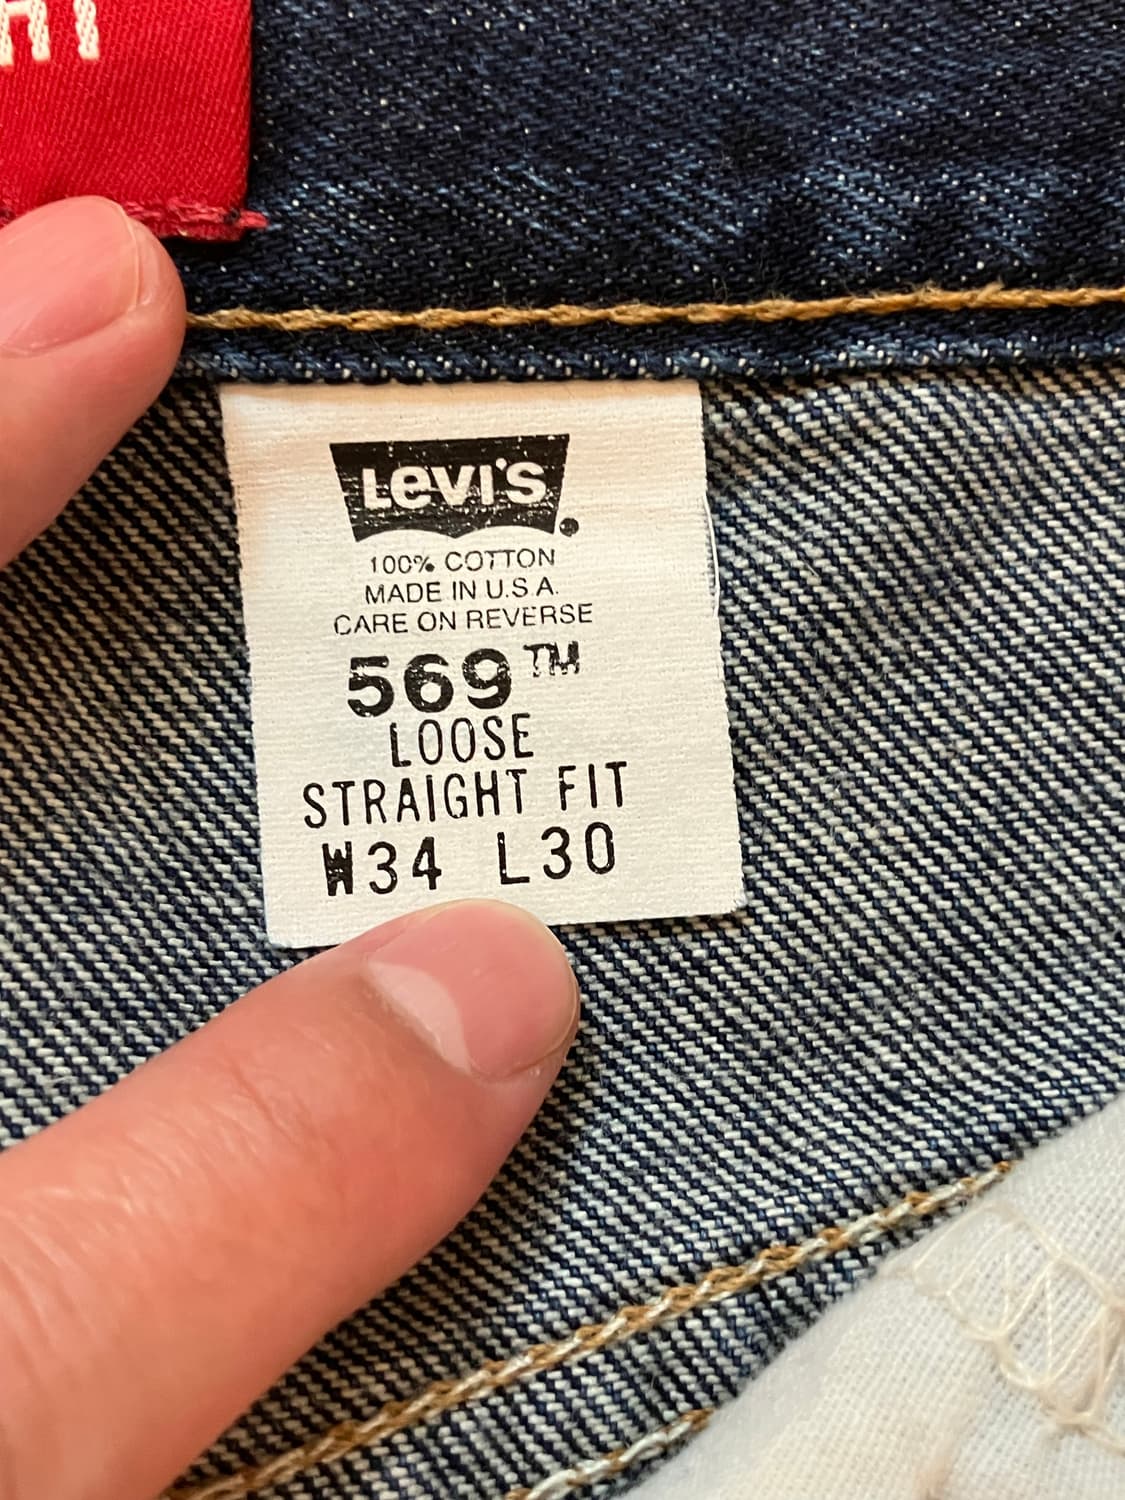 LEVI'S
100% COTTON
MADE IN U.S.A.
CARE ON REVERSE
569™
LOOSE
STRAIGHT FIT
W34 L30